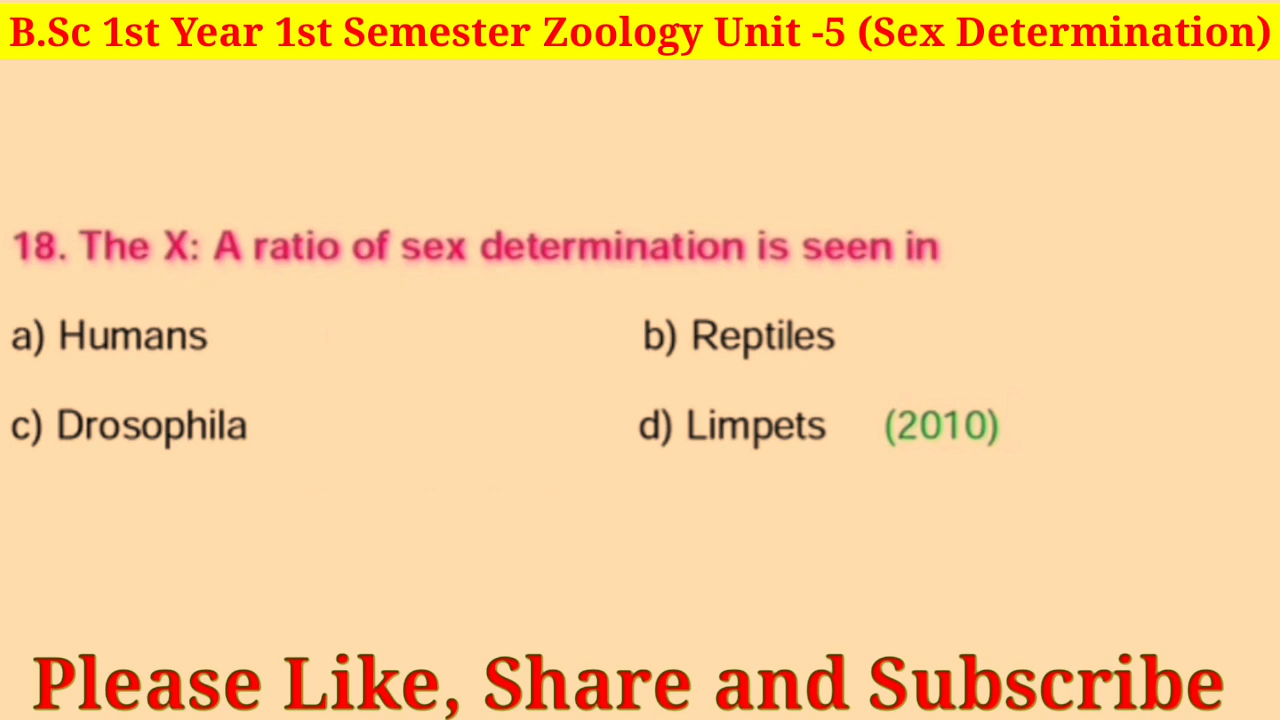 B.Sc 1st Year 1st Semester Zoology Unit -5 (Sex Determination)
18. The X: A ratio of sex determination is seen in
a) Humans b) Reptiles
c) Drosophila d) Limpets (2010)
Please Like, Share and Subscribe